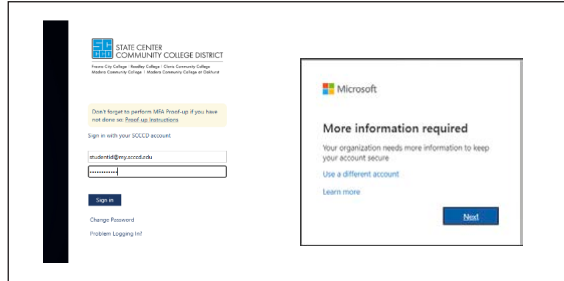 STATE CENTER
COMMUNITY COLLEGE DISTRICT
Fresno City College | Reedley College | Clovis Community College
Madera Community College | Madera Community College at Oakhurst
Don't forget to perform MFA Proof-up if you have
not done so: Proof-up Instructions
Sign in with your SCCCD account
studentid@my.scccd.edu
Sign in
Change Password
Problem Logging In?
Microsoft
More information required
Your organization needs more information to keep
your account secure
Use a different account
Learn more
Next